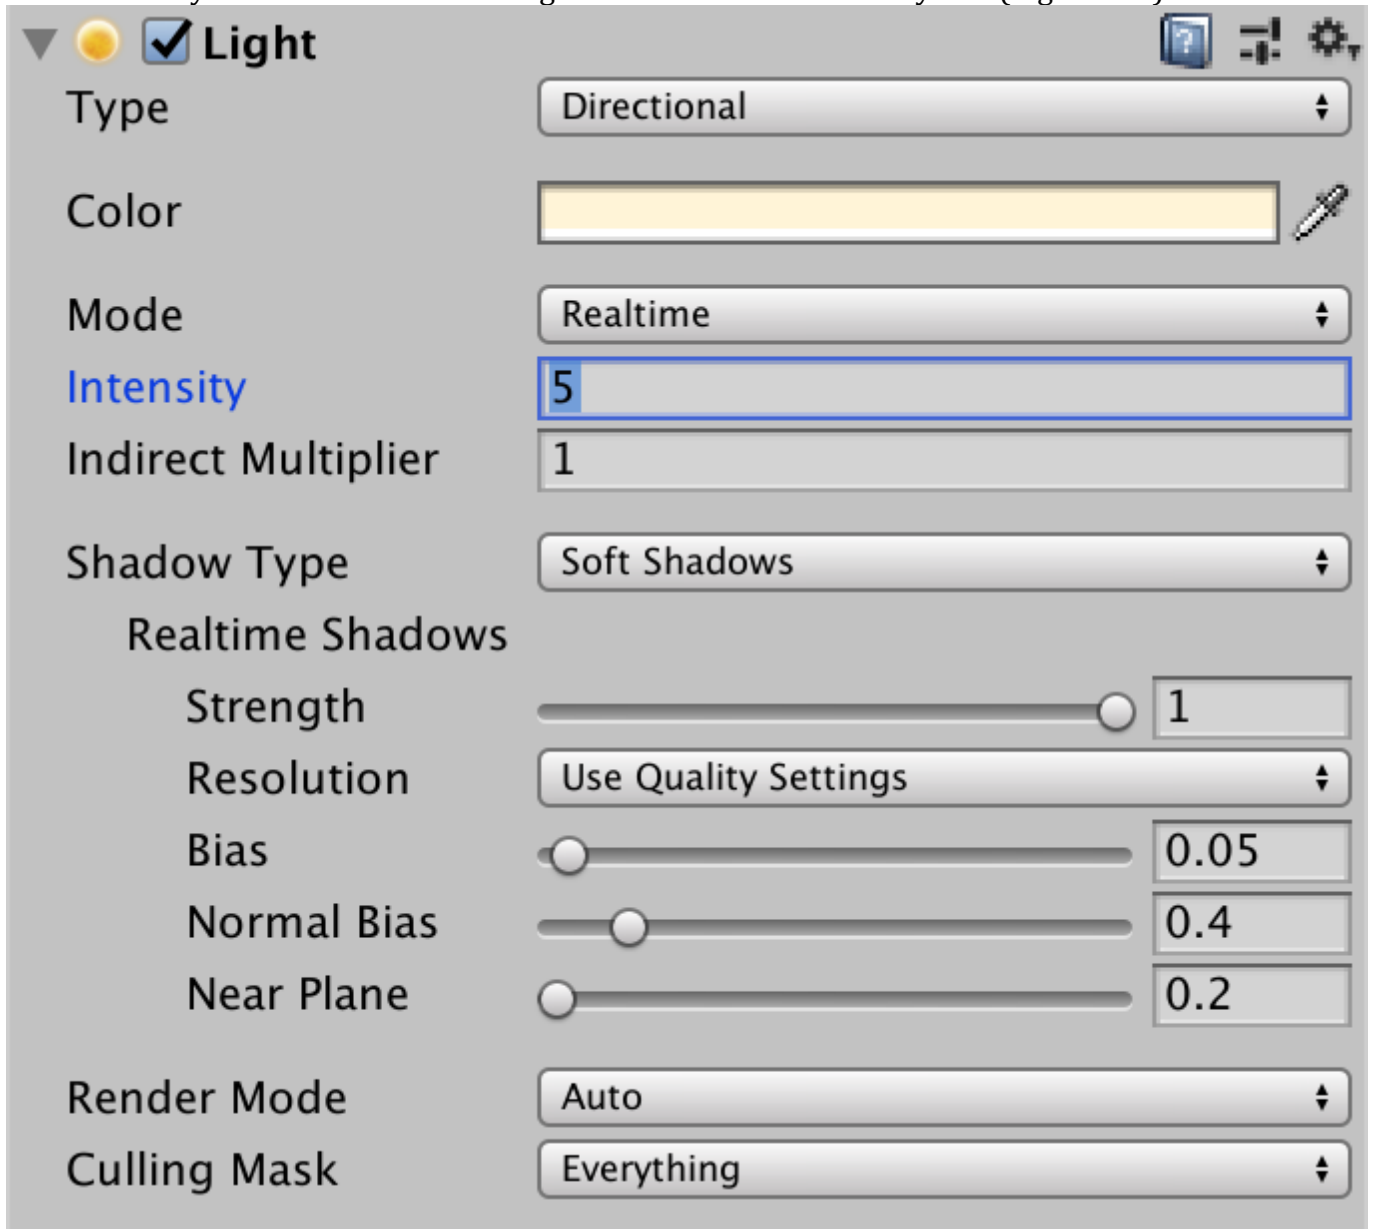 Light
Type Directional
Color
Mode Realtime
Intensity 5
Indirect Multiplier 1
Shadow Type Soft Shadows
Realtime Shadows
Strength 1
Resolution Use Quality Settings
Bias 0.05
Normal Bias 0.4
Near Plane 0.2
Render Mode Auto
Culling Mask Everything